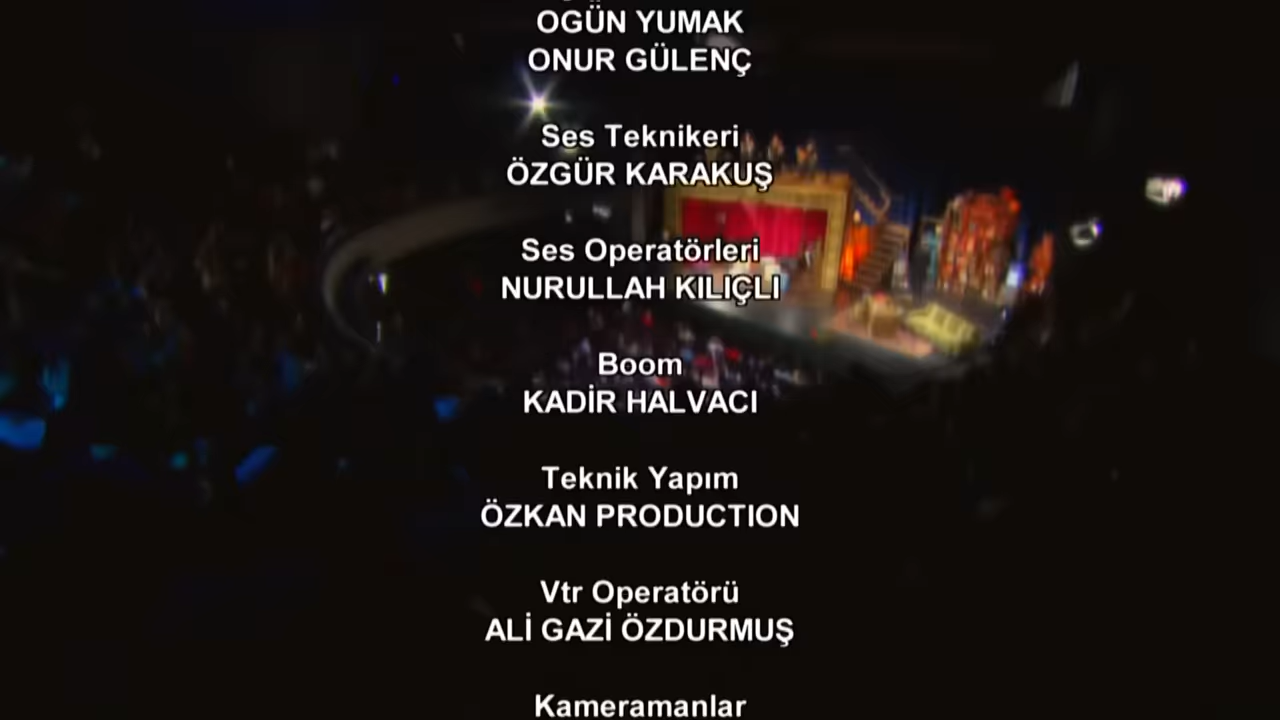 OGÜN YUMAK
ONUR GÜLENÇ
Ses Teknikeri
ÖZGÜR KARAKUŞ
Ses Operatörleri
NURULLAH KILIÇLI
Boom
KADİR HALVACI
Teknik Yapım
ÖZKAN PRODUCTION
Vtr Operatörü
ALİ GAZİ ÖZDURMUŞ
Kameramanlar